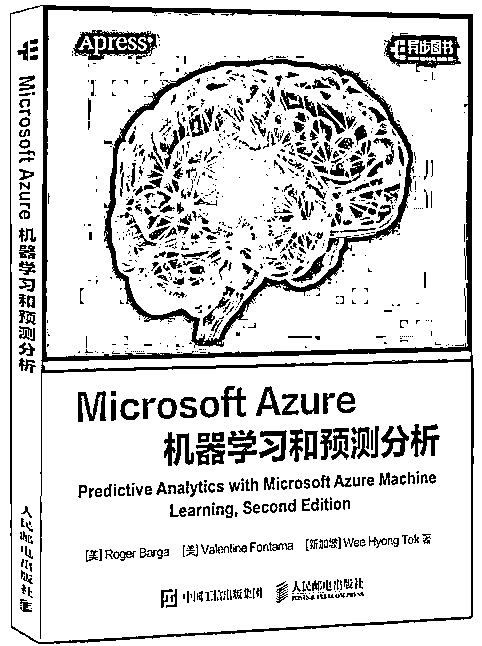 Apress®
异步图书
Microsoft Azure 机器学习和预测分析
人民邮电出版社
Microsoft Azure
机器学习和预测分析
Predictive Analytics with Microsoft Azure Machine
Learning, Second Edition
[美] Roger Barga [美] Valentine Fontama [新加坡] Wee Hyong Tok 著
中国工信出版集团 人民邮电出版社
POSTS & TELECOM PRESS